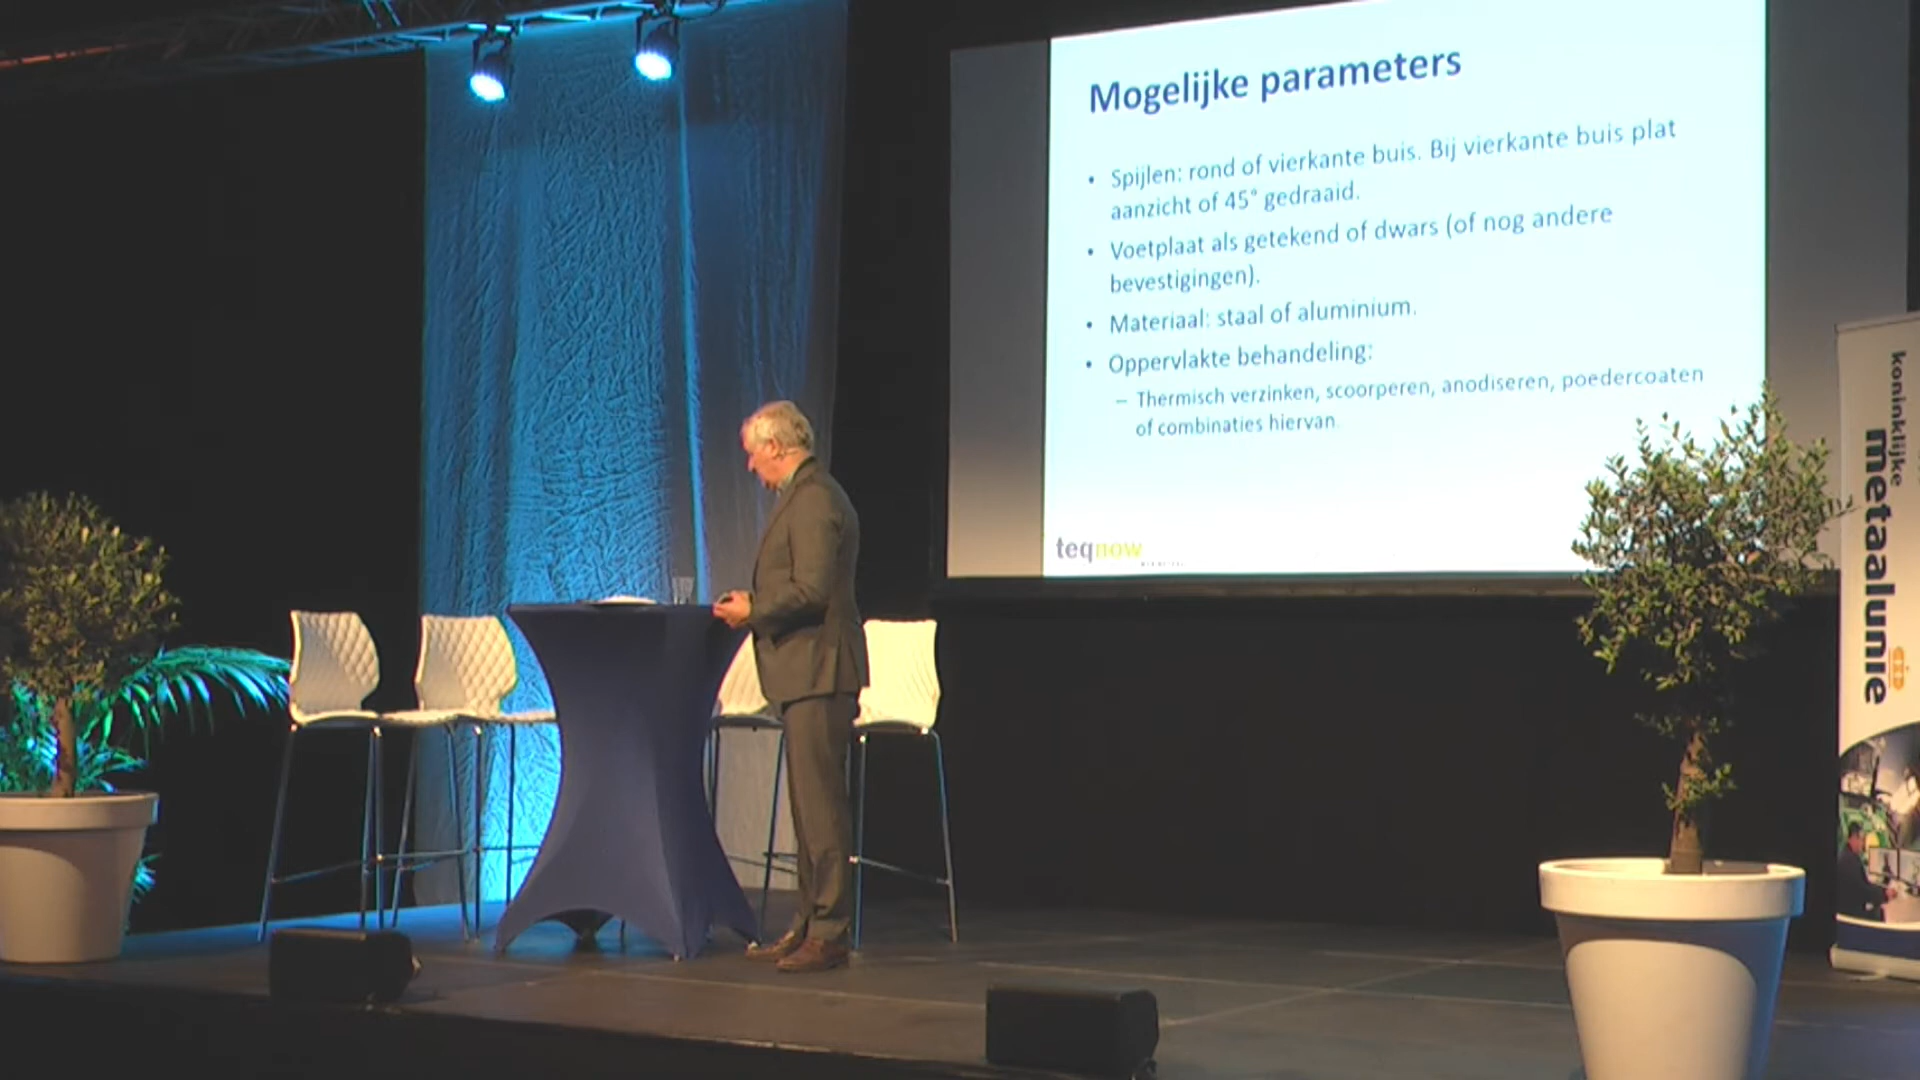 Mogelijke parameters
• Spijlen: rond of vierkante buis. Bij vierkante buis plat
aanzicht of 45° gedraaid.
• Voetplaat als getekend of dwars (of nog andere
bevestigingen).
• Materiaal: staal of aluminium.
• Oppervlakte behandeling:
– Thermisch verzinken, scoorperen, anodiseren, poedercoaten
of combinaties hiervan
teqnow
koninklijke
metaalunie